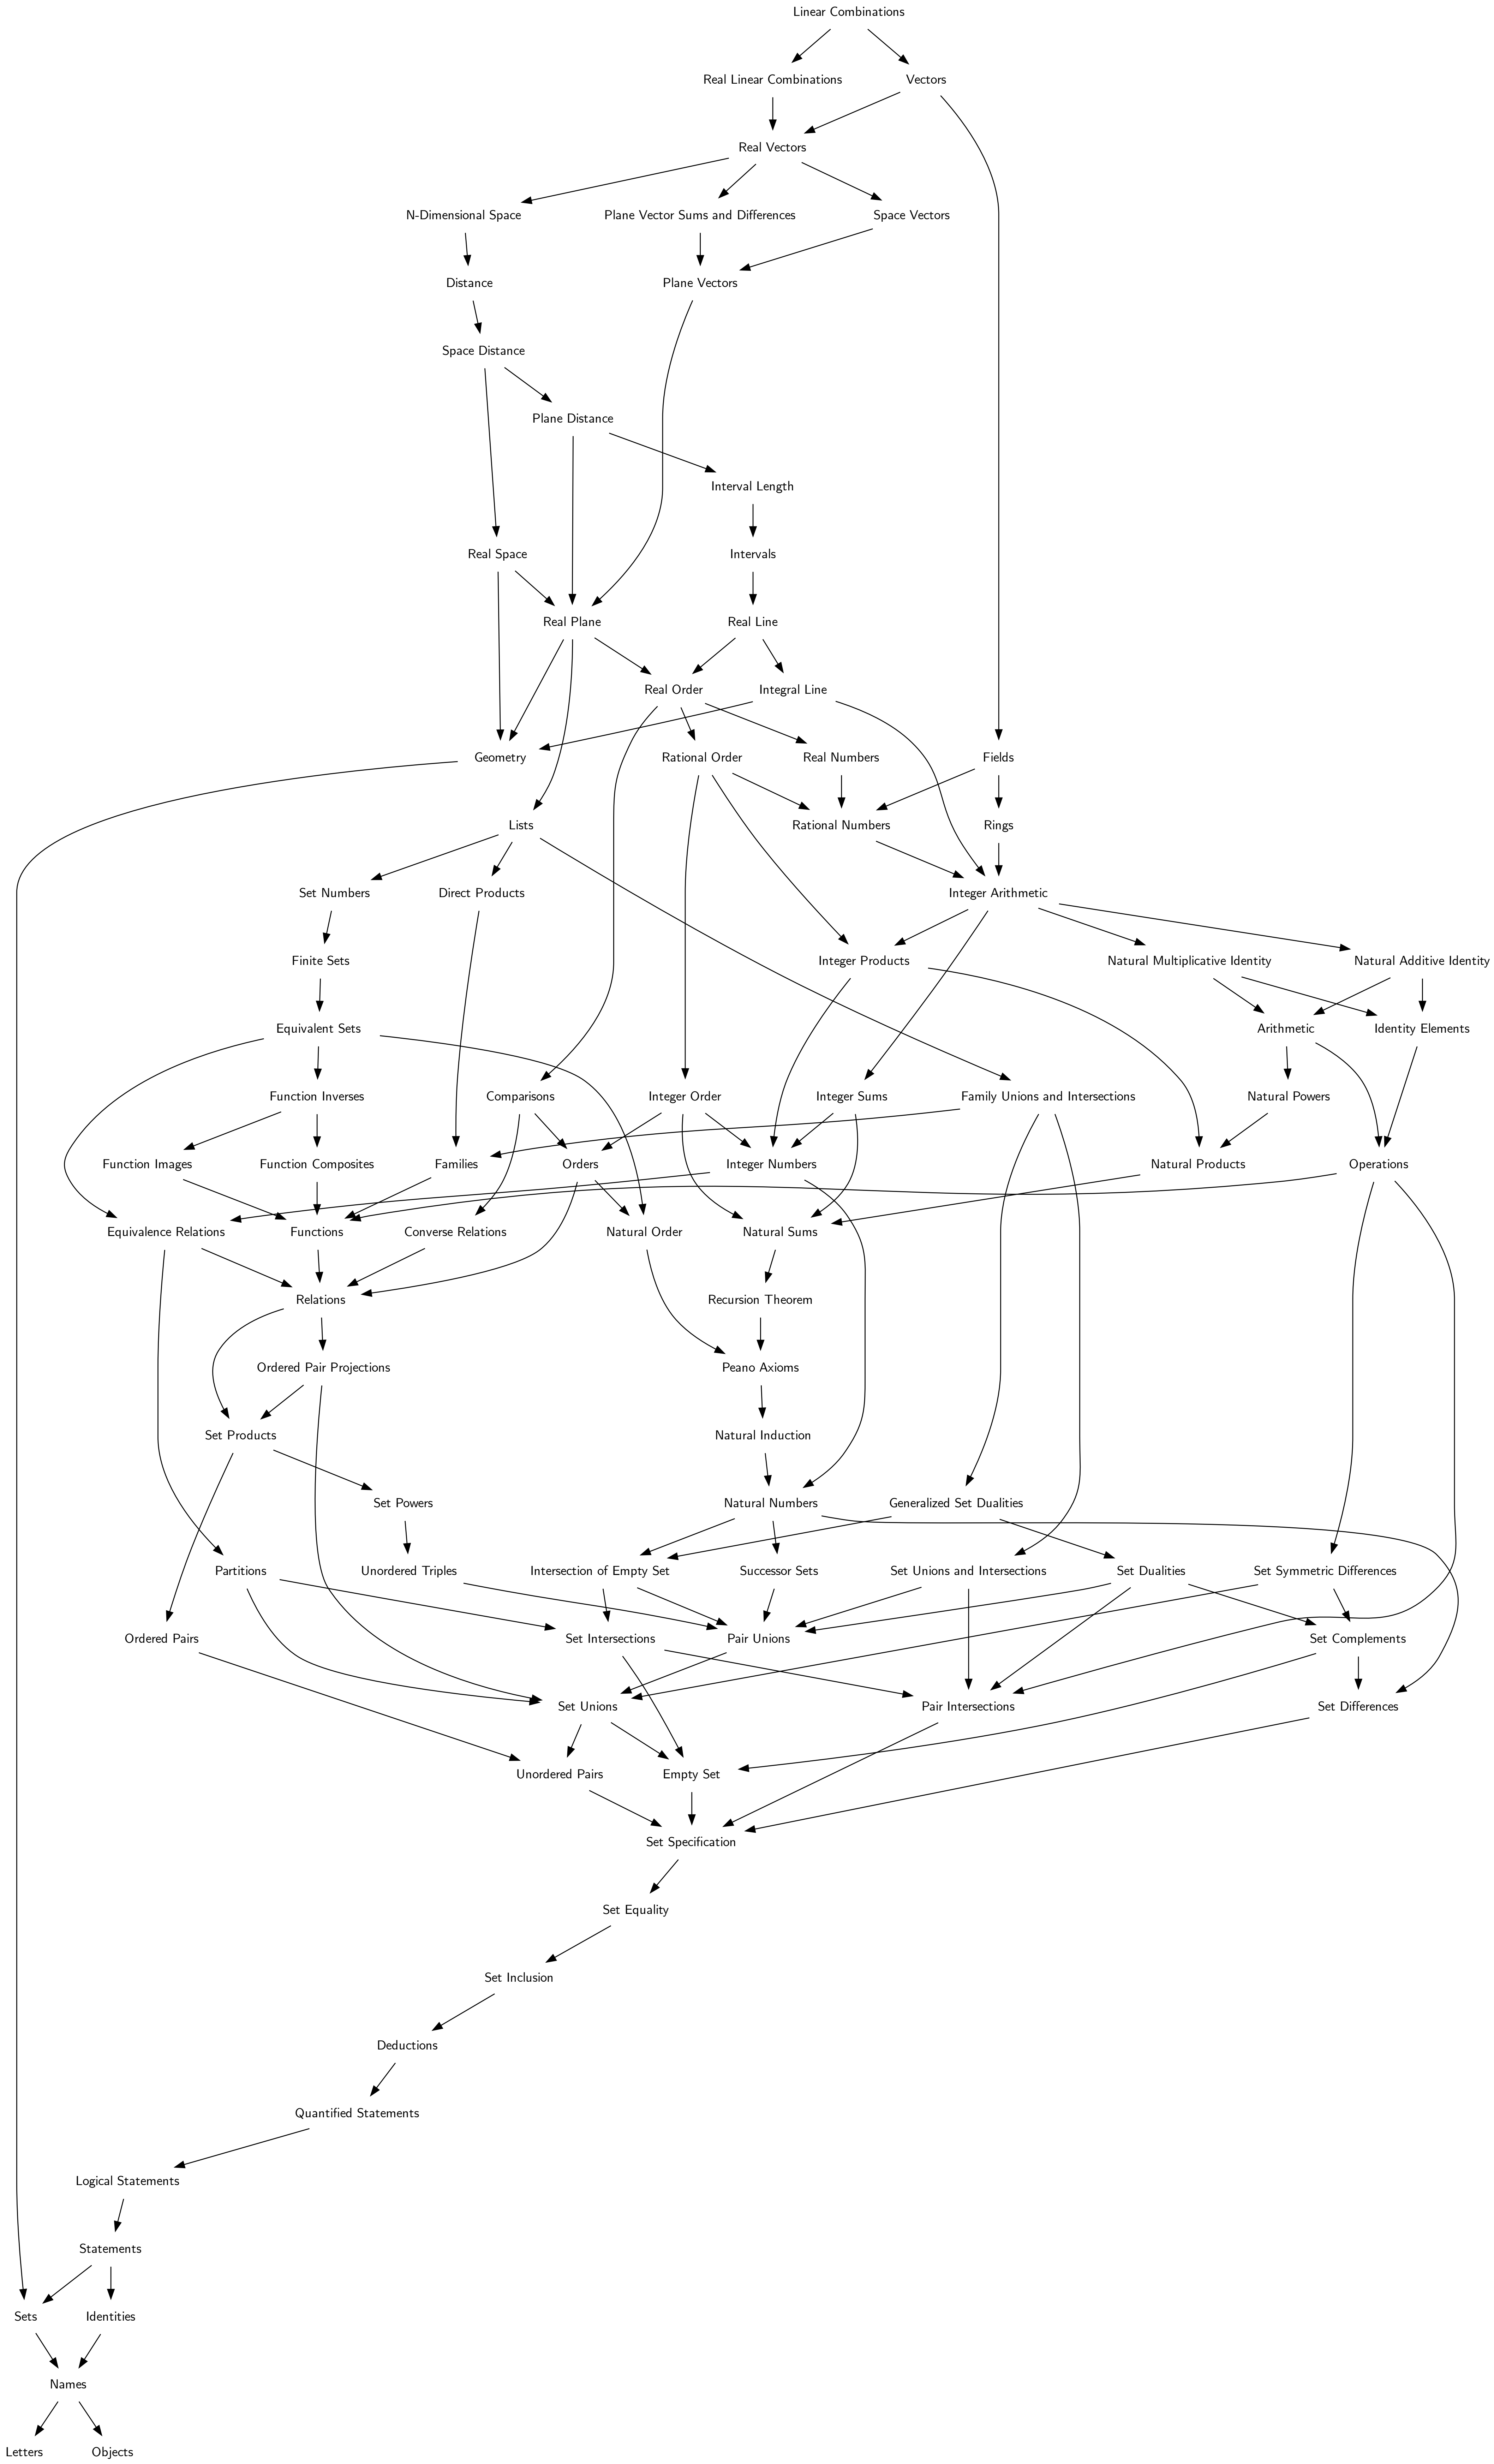 Linear Combinations
Real Linear Combinations
Vectors
Real Vectors
N-Dimensional Space
Plane Vector Sums and Differences
Space Vectors
Distance
Plane Vectors
Space Distance
Plane Distance
Interval Length
Real Space
Intervals
Real Plane
Real Line
Real Order
Integral Line
Geometry
Rational Order
Real Numbers
Fields
Lists
Rational Numbers
Rings
Set Numbers
Direct Products
Integer Arithmetic
Finite Sets
Integer Products
Natural Multiplicative Identity
Natural Additive Identity
Equivalent Sets
Arithmetic
Identity Elements
Function Inverses
Comparisons
Integer Order
Integer Sums
Family Unions and Intersections
Natural Powers
Function Images
Function Composites
Families
Orders
Integer Numbers
Natural Products
Operations
Equivalence Relations
Functions
Converse Relations
Natural Order
Natural Sums
Relations
Recursion Theorem
Ordered Pair Projections
Peano Axioms
Set Products
Natural Induction
Set Powers
Natural Numbers
Generalized Set Dualities
Partitions
Unordered Triples
Intersection of Empty Set
Successor Sets
Set Unions and Intersections
Set Dualities
Set Symmetric Differences
Ordered Pairs
Set Intersections
Pair Unions
Set Complements
Set Unions
Pair Intersections
Set Differences
Unordered Pairs
Empty Set
Set Specification
Set Equality
Set Inclusion
Deductions
Quantified Statements
Logical Statements
Statements
Sets
Identities
Names
Letters
Objects